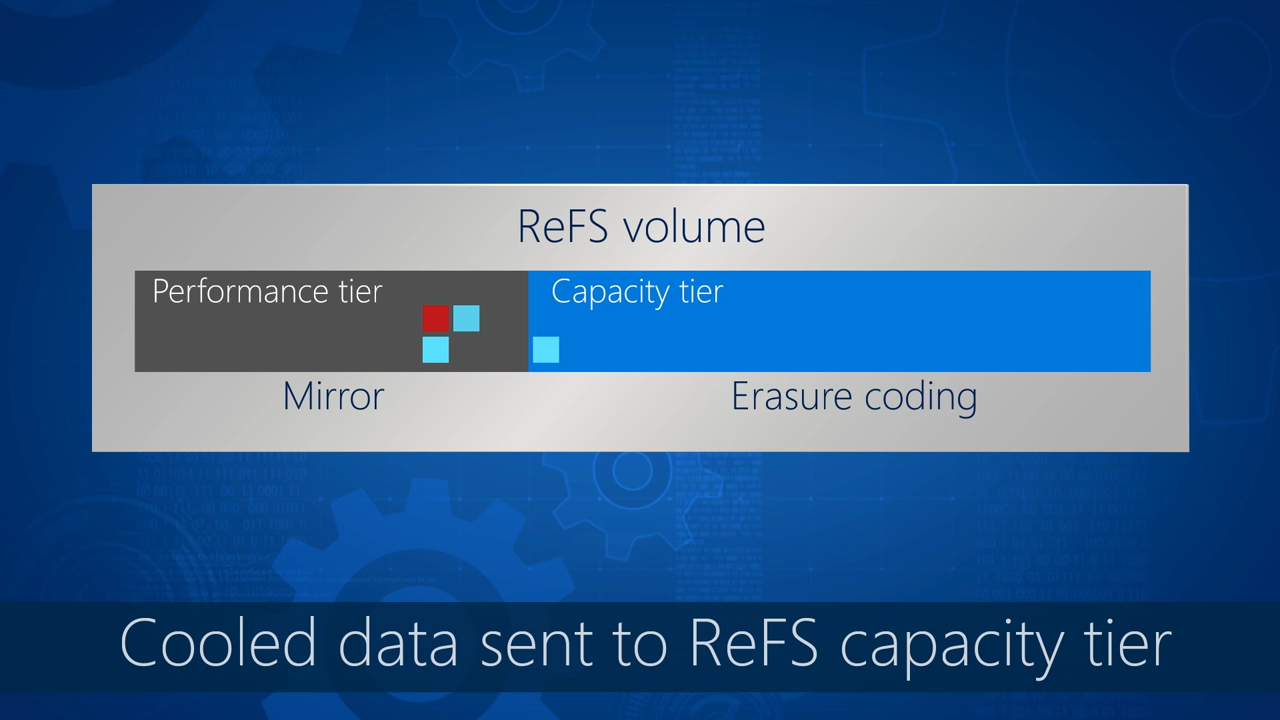 ReFS volume
Performance tier
Capacity tier
Mirror
Erasure coding
Cooled data sent to ReFS capacity tier